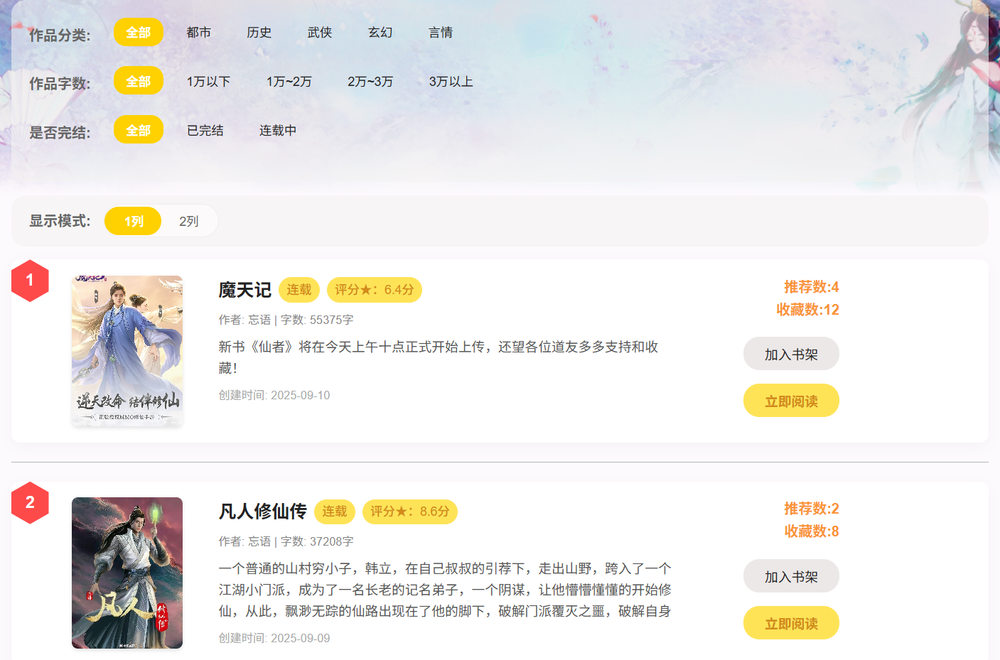 作品分类: 全部 都市 历史 武侠 玄幻 言情
作品字数: 全部 1万以下 1万~2万 2万~3万 3万以上
是否完结: 全部 已完结 连载中
显示模式: 1列 2列
1
逆天改命 结伴修仙
正版授权MMO修仙手游
魔天记 连载 评分★：6.4分
作者: 忘语 | 字数: 55375字
新书《仙者》将在今天上午十点正式开始上传，还望各位道友多多支持和收
藏！
创建时间: 2025-09-10
推荐数:4
收藏数:12
加入书架
立即阅读
2
凡人
修仙传
凡人修仙传 连载 评分★：8.6分
作者: 忘语 | 字数: 37208字
一个普通的山村穷小子，韩立，在自己叔叔的引荐下，走出山野，跨入了一个
江湖小门派，成为了一名长老的记名弟子，一个阴谋，让他懵懵懂懂的开始修
仙，从此，飘渺无踪的仙路出现在了他的脚下，破解门派覆灭之噩，破解自身
创建时间: 2025-09-09
推荐数:2
收藏数:8
加入书架
立即阅读